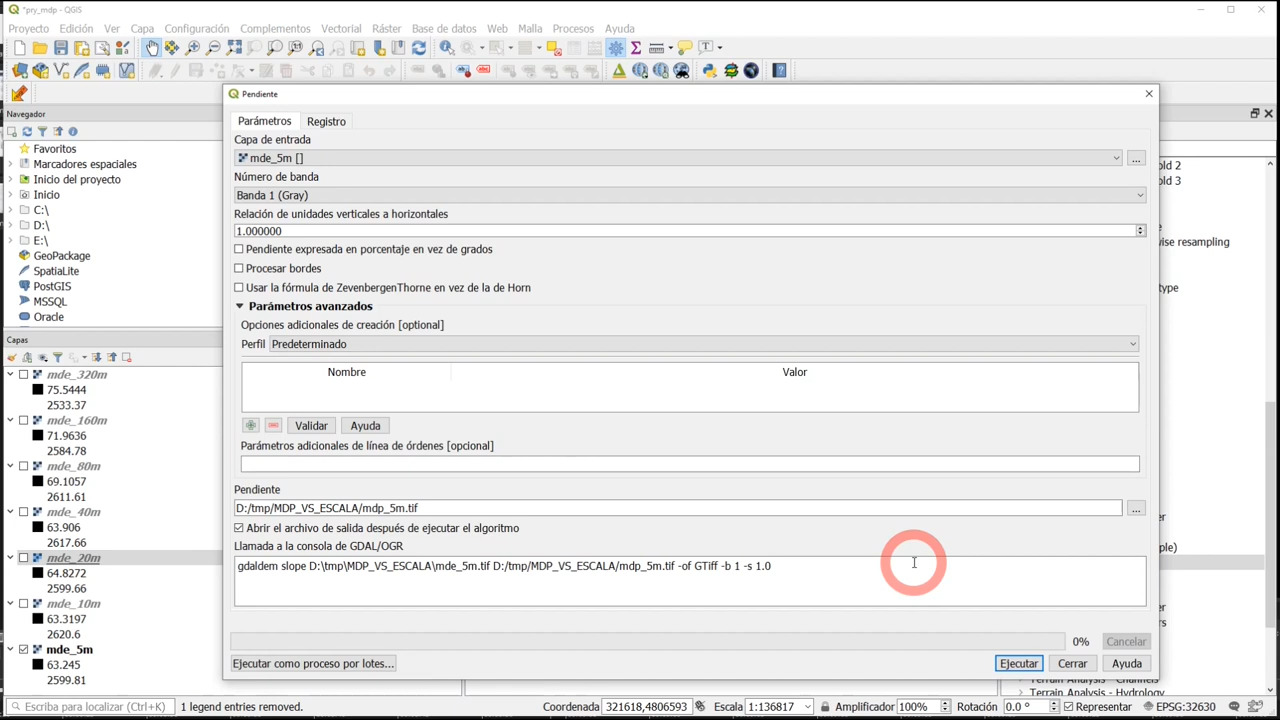 *pry_mdp — QGIS
Proyecto Edición Ver Capa Configuración Complementos Vectorial Ráster Base de datos Web Malla Procesos Ayuda
Navegador
Favoritos
Marcadores espaciales
Inicio del proyecto
Inicio
C:\
D:\
E:\
GeoPackage
SpatiaLite
PostGIS
MSSQL
Oracle
Capas
mde_320m
75.5444
2533.37
mde_160m
71.9636
2584.78
mde_80m
69.1057
2611.61
mde_40m
63.906
2617.66
mde_20m
64.8272
2633.56
mde_10m
63.3197
2620.6
mde_5m
63.245
2599.81
Pendiente
Parámetros Registro
Capa de entrada
mde_5m []
...
Número de banda
Banda 1 (Gray)
Relación de unidades verticales a horizontales
1.000000
Pendiente expresada en porcentaje en vez de grados
Procesar bordes
Usar la fórmula de ZevenbergenThorne en vez de la de Horn
Parámetros avanzados
Opciones adicionales de creación [optional]
Perfil Predeterminado
Nombre Valor
Validar Ayuda
Parámetros adicionales de línea de órdenes [opcional]
Pendiente
D:/tmp/MDP_VS_ESCALA/mdp_5m.tif
...
Abrir el archivo de salida después de ejecutar el algoritmo
Llamada a la consola de GDAL/OGR
gdaldem slope D:\tmp\MDP_VS_ESCALA\mde_5m.tif D:/tmp/MDP_VS_ESCALA/mdp_5m.tif -of GTiff -b 1 -s 1.0
0% Cancelar
Ejecutar como proceso por lotes... Ejecutar Cerrar Ayuda
old 2
old 3
wise resampling
type
ple)
Terrain Analysis - Channels
Terrain Analysis - Hydrology
Escriba para localizar (Ctrl+K) 1 legend entries removed. Coordenada 321618,4806593 Escala 1:136817 Amplificador 100% Rotación 0.0 ° Representar EPSG:32630